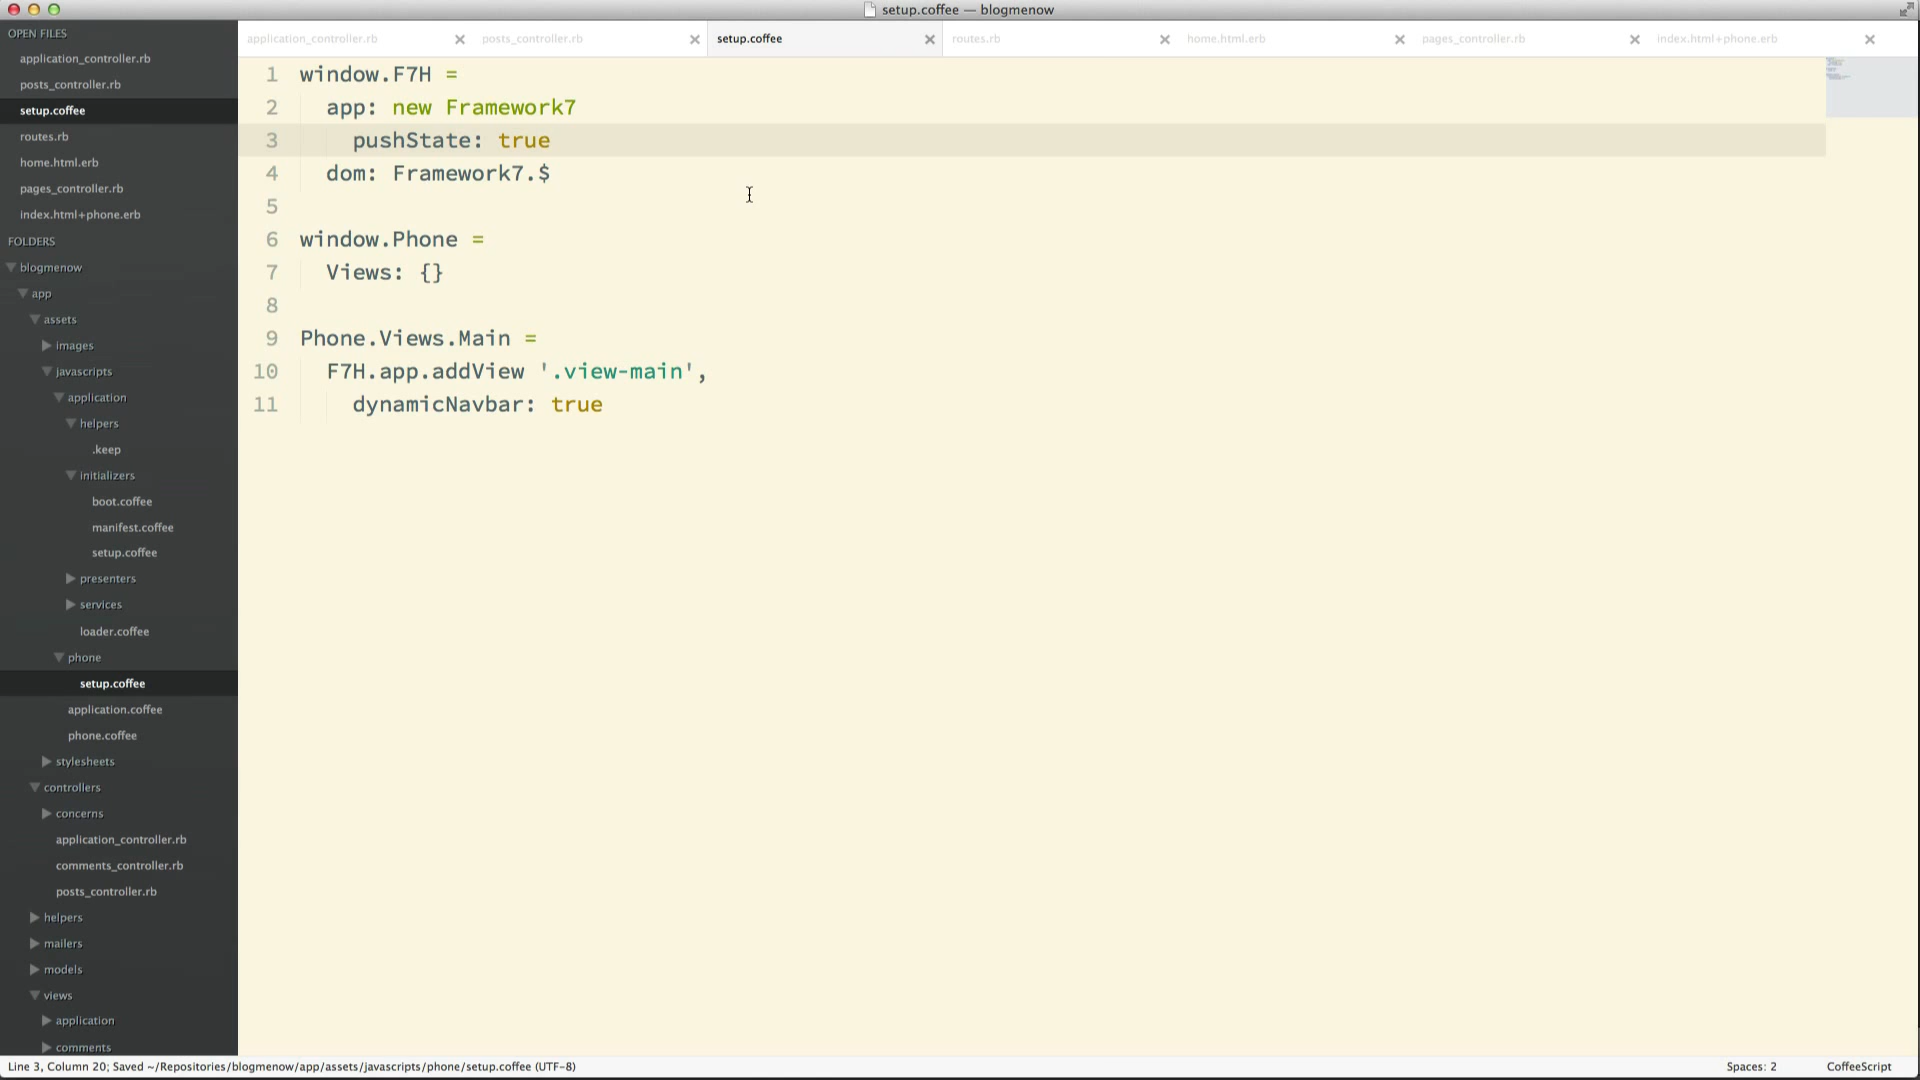 setup.coffee — blogmenow
OPEN FILES
application_controller.rb
posts_controller.rb
setup.coffee
routes.rb
home.html.erb
pages_controller.rb
index.html+phone.erb
FOLDERS
blogmenow
app
assets
images
javascripts
application
helpers
.keep
initializers
boot.coffee
manifest.coffee
setup.coffee
presenters
services
loader.coffee
phone
setup.coffee
application.coffee
phone.coffee
stylesheets
controllers
concerns
application_controller.rb
comments_controller.rb
posts_controller.rb
helpers
mailers
models
views
application
comments
application_controller.rb posts_controller.rb setup.coffee routes.rb home.html.erb pages_controller.rb index.html+phone.erb
1 window.F7H =
2 app: new Framework7
3 pushState: true
4 dom: Framework7.$
5
6 window.Phone =
7 Views: {}
8
9 Phone.Views.Main =
10 F7H.app.addView '.view-main',
11 dynamicNavbar: true
Line 3, Column 20; Saved ~/Repositories/blogmenow/app/assets/javascripts/phone/setup.coffee (UTF-8) Spaces: 2 CoffeeScript